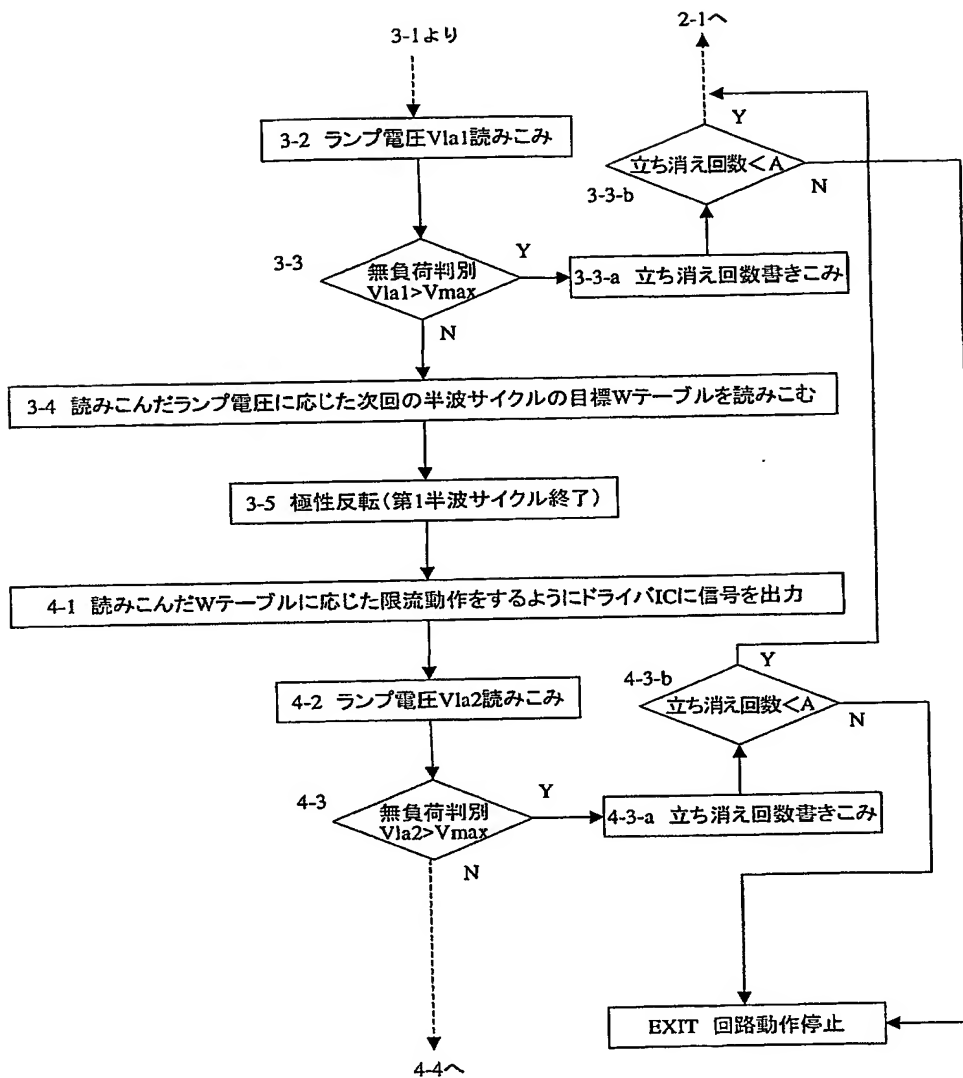 3-1より
2-1へ
3-2 ランプ電圧Vla1読みこみ
Y
立ち消え回数<A
N
3-3-b
3-3
無負荷判別
Vla1>Vmax
Y
3-3-a 立ち消え回数書きこみ
N
3-4 読みこんだランプ電圧に応じた次回の半波サイクルの目標Wテーブルを読みこむ
3-5 極性反転(第1半波サイクル終了)
4-1 読みこんだWテーブルに応じた限流動作をするようにドライバICに信号を出力
4-2 ランプ電圧Vla2読みこみ
4-3-b
Y
立ち消え回数<A
N
4-3
無負荷判別
Vla2>Vmax
Y
4-3-a 立ち消え回数書きこみ
N
EXIT 回路動作停止
4-4へ